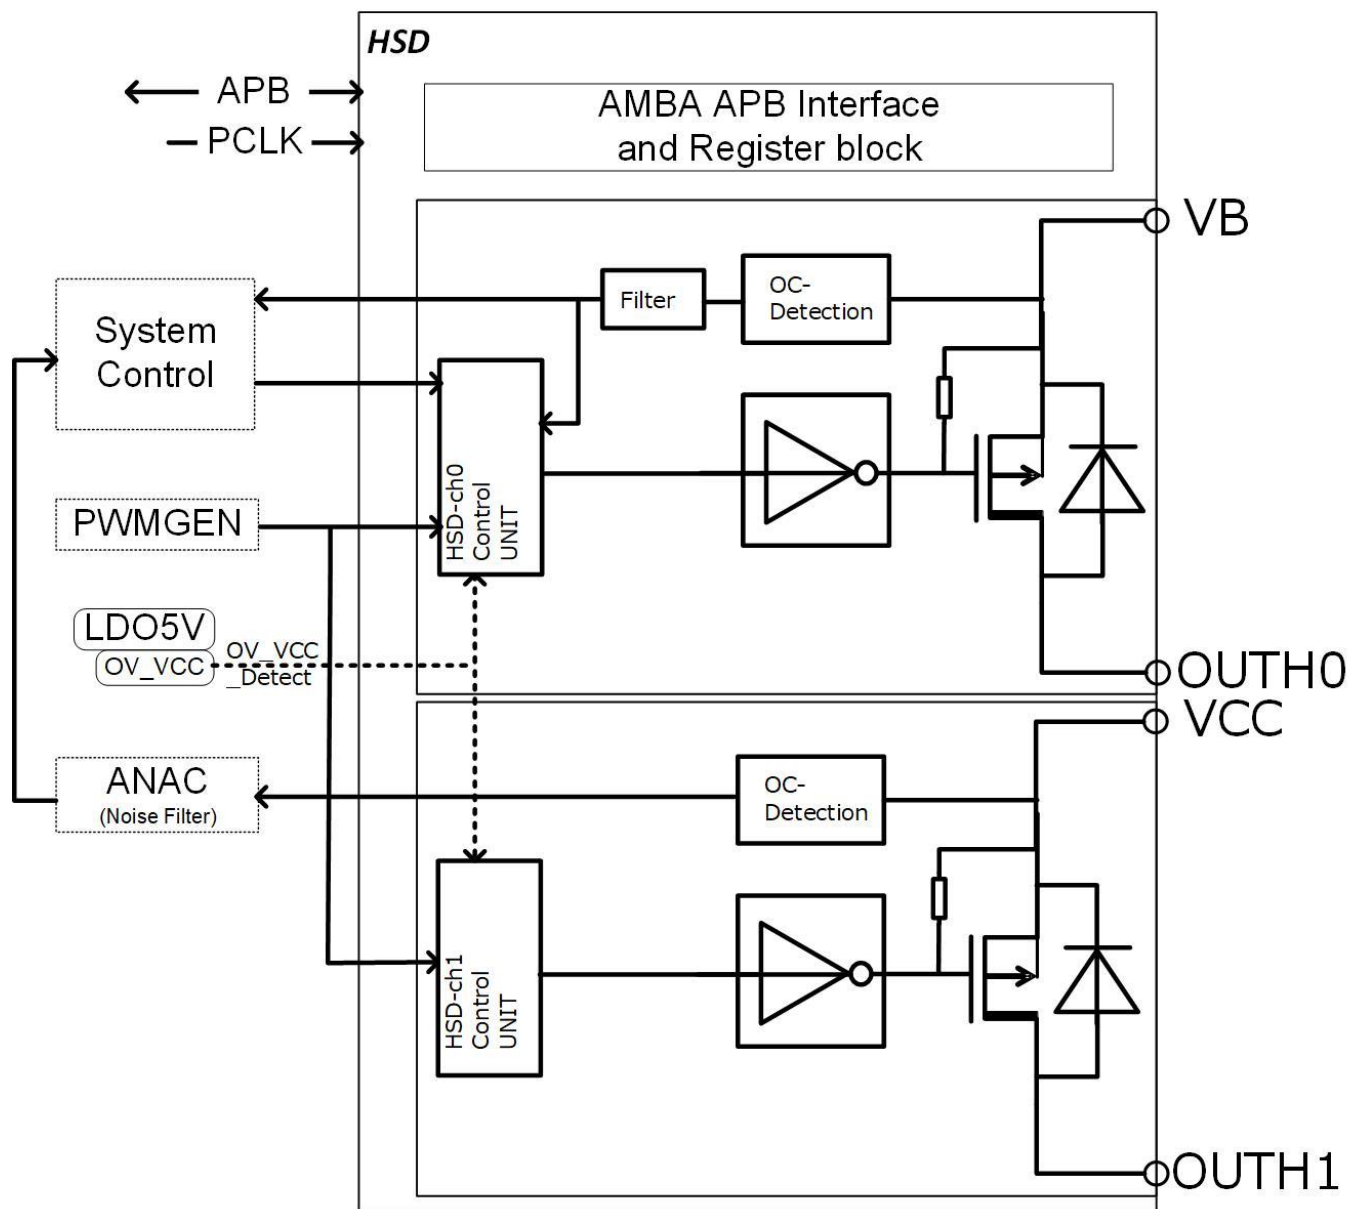 HSD
APB
PCLK
AMBA APB Interface
and Register block
VB
System
Control
Filter
OC-
Detection
HSD-ch0
Control
UNIT
PWMGEN
LDO5V
OV_VCC
OV_VCC
_Detect
OUTH0
VCC
ANAC
(Noise Filter)
OC-
Detection
HSD-ch1
Control
UNIT
OUTH1